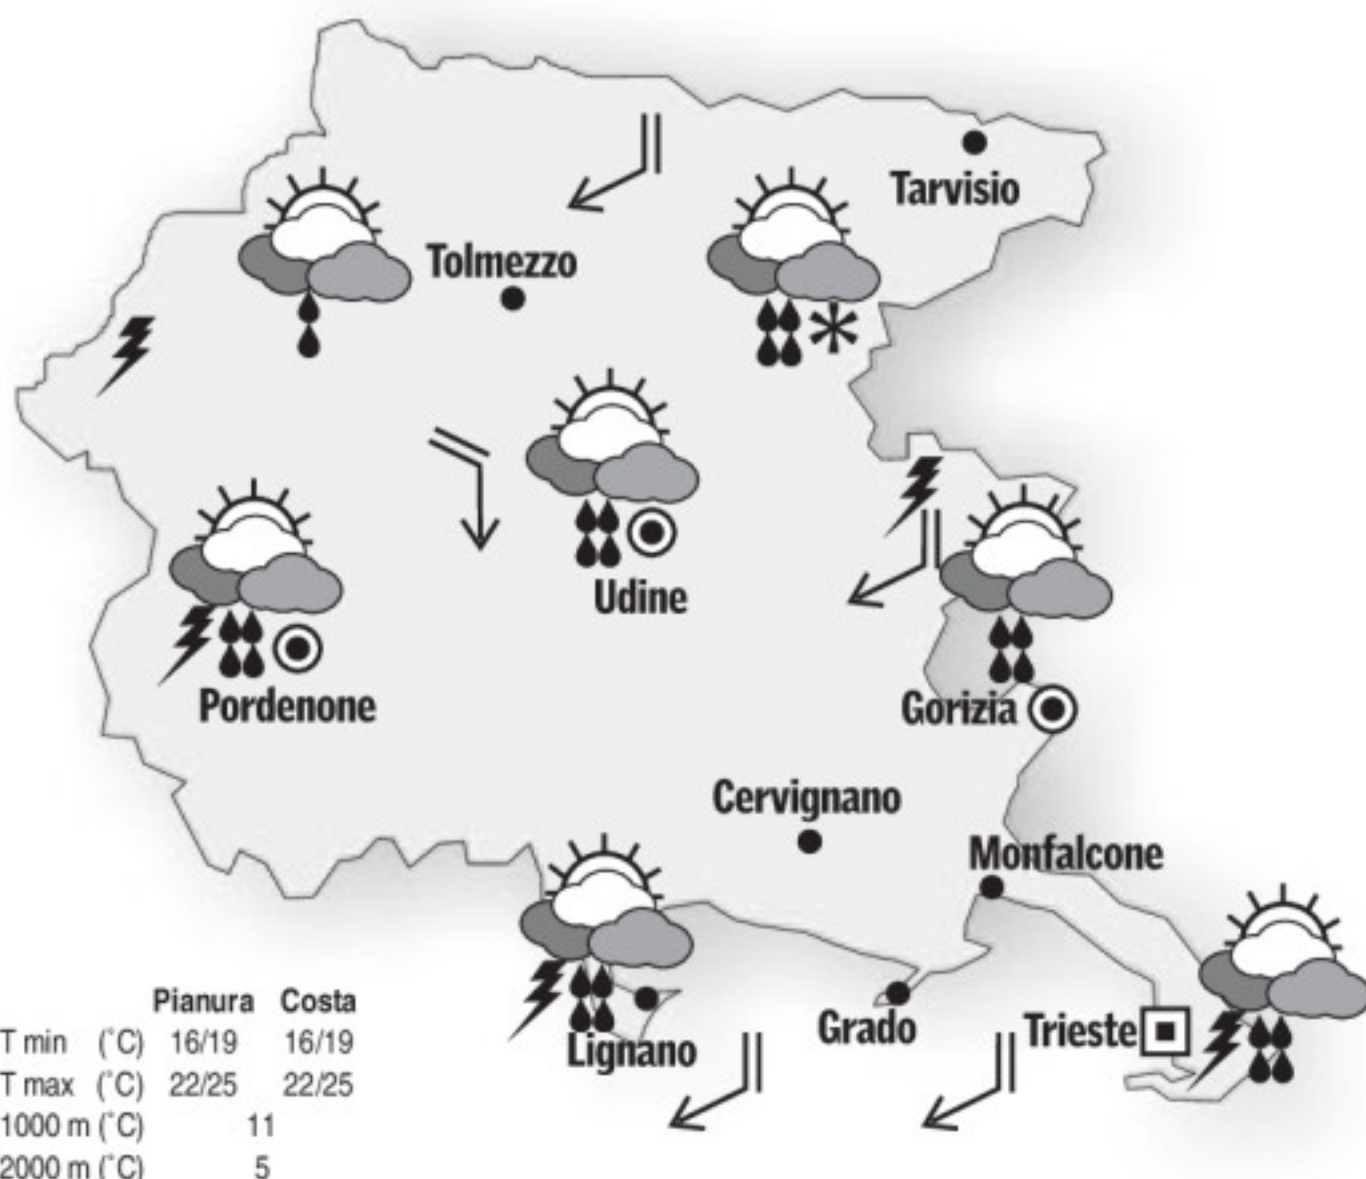 Tarvisio
Tolmezzo
Udine
Pordenone
Gorizia
Cervignano
Monfalcone
Grado
Trieste
Lignano
Pianura Costa
T min (°C) 16/19 16/19
T max (°C) 22/25 22/25
1000 m (°C) 11
2000 m (°C) 5